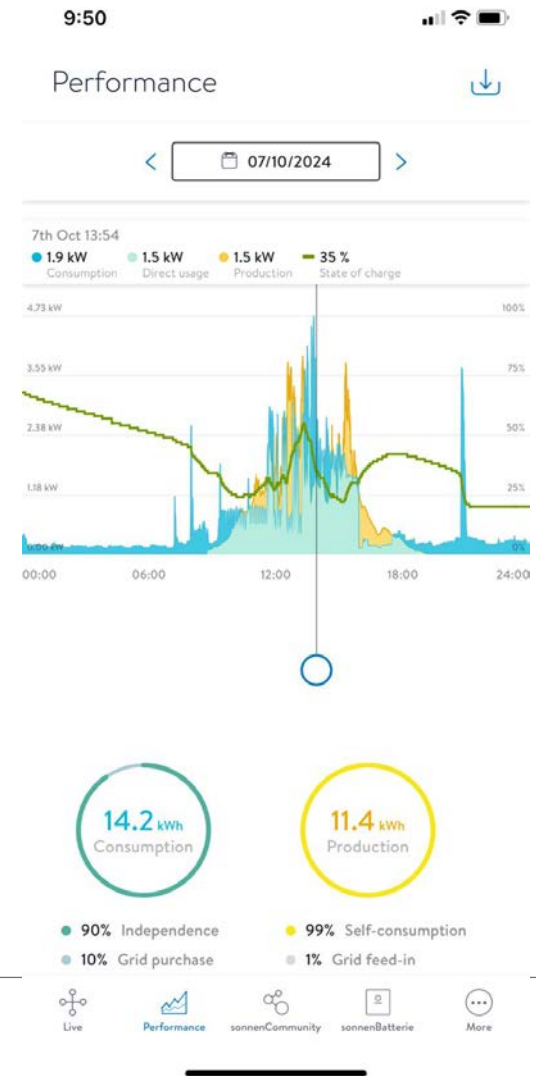 9:50
Performance
07/10/2024
7th Oct 13:54
1.9 kW 1.5 kW 1.5 kW 35 %
Consumption Direct usage Production State of charge
4.73 kW 100%
3.55 kW 75%
2.38 kW 50%
1.18 kW 25%
0.00 kW 0%
00:00 06:00 12:00 18:00 24:00
14.2 kWh 11.4 kWh
Consumption Production
90% Independence 99% Self-consumption
10% Grid purchase 1% Grid feed-in
Live Performance sonnenCommunity sonnenBatterie More